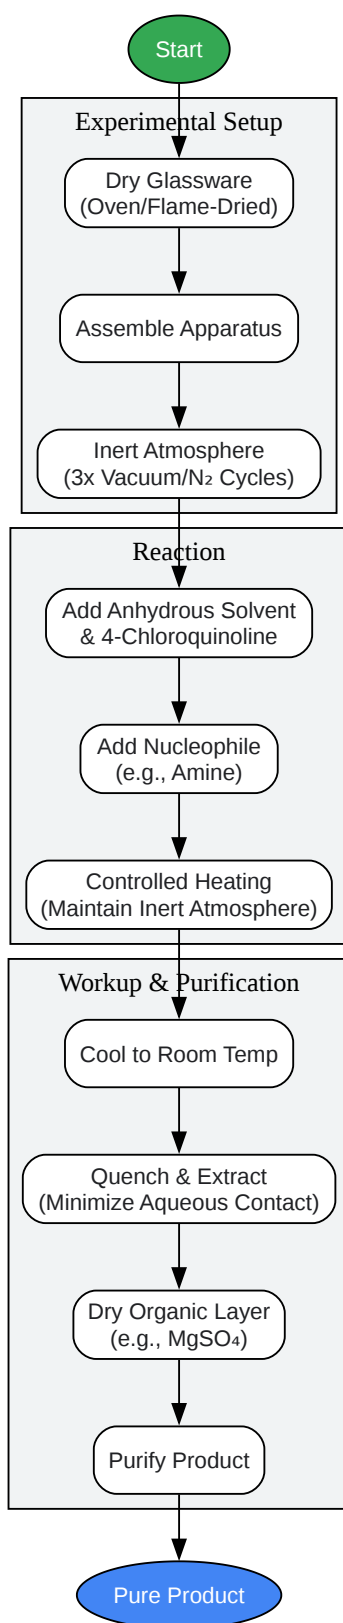 Start
Experimental Setup
Dry Glassware
(Oven/Flame-Dried)
Assemble Apparatus
Inert Atmosphere
(3x Vacuum/N₂ Cycles)
Reaction
Add Anhydrous Solvent
& 4-Chloroquinoline
Add Nucleophile
(e.g., Amine)
Controlled Heating
(Maintain Inert Atmosphere)
Workup & Purification
Cool to Room Temp
Quench & Extract
(Minimize Aqueous Contact)
Dry Organic Layer
(e.g., MgSO₄)
Purify Product
Pure Product